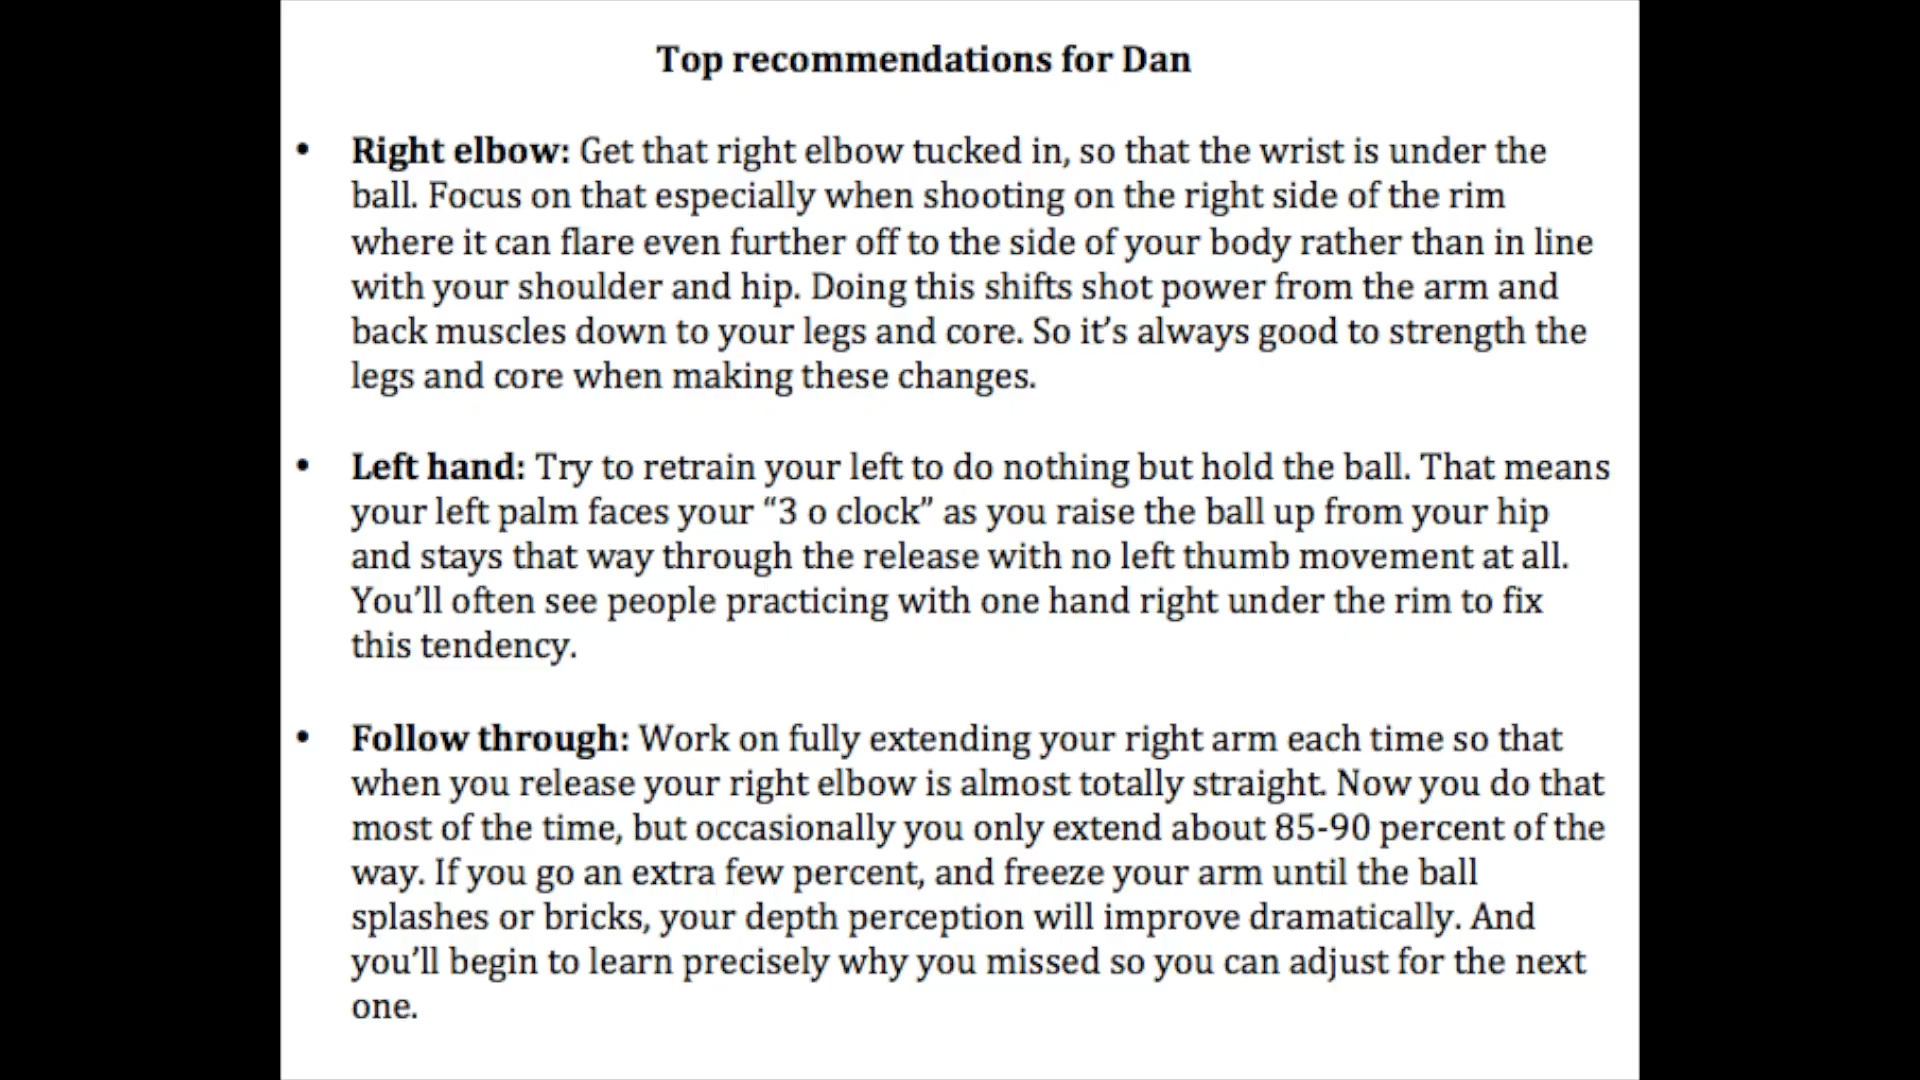 Top recommendations for Dan
• Right elbow: Get that right elbow tucked in, so that the wrist is under the
ball. Focus on that especially when shooting on the right side of the rim
where it can flare even further off to the side of your body rather than in line
with your shoulder and hip. Doing this shifts shot power from the arm and
back muscles down to your legs and core. So it’s always good to strength the
legs and core when making these changes.
• Left hand: Try to retrain your left to do nothing but hold the ball. That means
your left palm faces your “3 o clock” as you raise the ball up from your hip
and stays that way through the release with no left thumb movement at all.
You’ll often see people practicing with one hand right under the rim to fix
this tendency.
• Follow through: Work on fully extending your right arm each time so that
when you release your right elbow is almost totally straight. Now you do that
most of the time, but occasionally you only extend about 85-90 percent of the
way. If you go an extra few percent, and freeze your arm until the ball
splashes or bricks, your depth perception will improve dramatically. And
you’ll begin to learn precisely why you missed so you can adjust for the next
one.